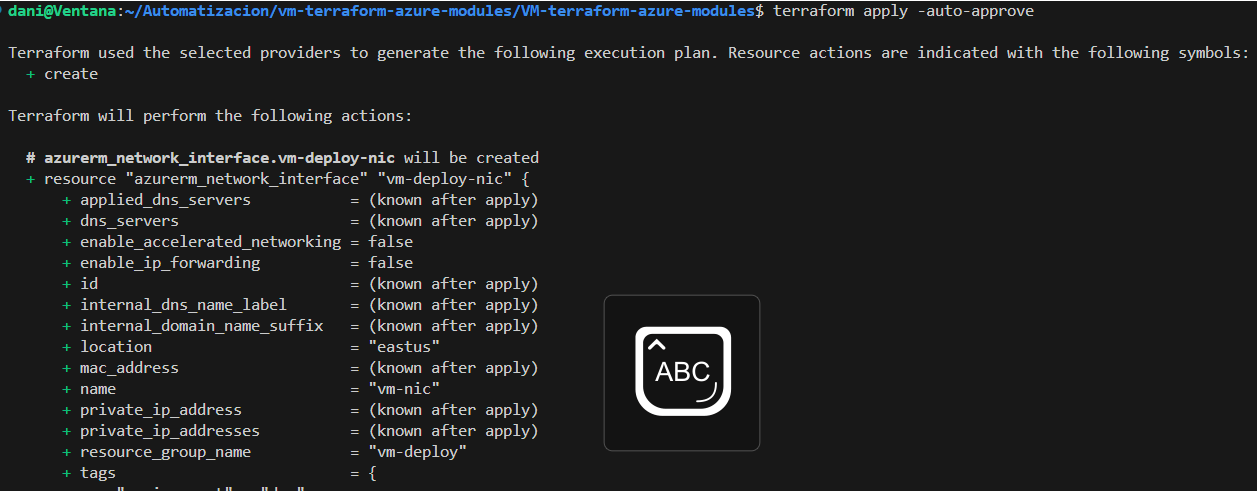 dani@Ventana:~/Automatizacion/vm-terraform-azure-modules/VM-terraform-azure-modules$ terraform apply -auto-approve
Terraform used the selected providers to generate the following execution plan. Resource actions are indicated with the following symbols:
+ create
Terraform will perform the following actions:
# azurerm_network_interface.vm-deploy-nic will be created
+ resource "azurerm_network_interface" "vm-deploy-nic" {
+ applied_dns_servers = (known after apply)
+ dns_servers = (known after apply)
+ enable_accelerated_networking = false
+ enable_ip_forwarding = false
+ id = (known after apply)
+ internal_dns_name_label = (known after apply)
+ internal_domain_name_suffix = (known after apply)
+ location = "eastus"
+ mac_address = (known after apply)
+ name = "vm-nic"
+ private_ip_address = (known after apply)
+ private_ip_addresses = (known after apply)
+ resource_group_name = "vm-deploy"
+ tags = {
ABC